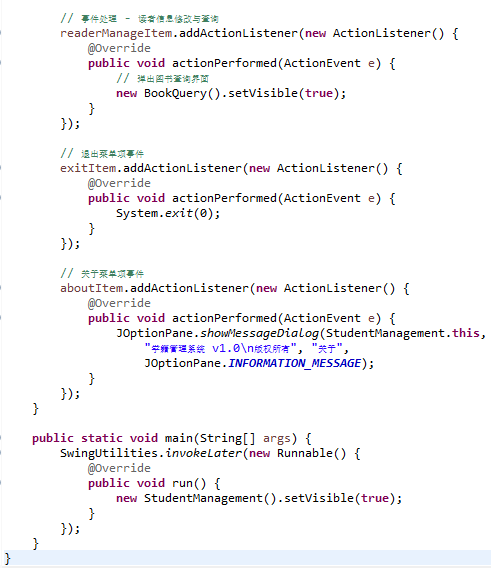 // 事件处理 - 读者信息修改与查询
readerManageItem.addActionListener(new ActionListener() {
@Override
public void actionPerformed(ActionEvent e) {
// 弹出图书查询界面
new BookQuery().setVisible(true);
}
});
// 退出菜单项事件
exitItem.addActionListener(new ActionListener() {
@Override
public void actionPerformed(ActionEvent e) {
System.exit(0);
}
});
// 关于菜单项事件
aboutItem.addActionListener(new ActionListener() {
@Override
public void actionPerformed(ActionEvent e) {
JOptionPane.showMessageDialog(StudentManagement.this,
"学籍管理系统 v1.0\n版权所有", "关于",
JOptionPane.INFORMATION_MESSAGE);
}
});
}
public static void main(String[] args) {
SwingUtilities.invokeLater(new Runnable() {
@Override
public void run() {
new StudentManagement().setVisible(true);
}
});
}
}